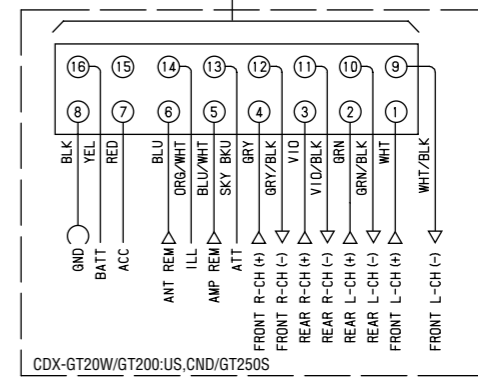 16 15 14 13 12 11 10 9
8 7 6 5 4 3 2 1
BLK
YEL
RED
BLU
ORG/WHT
BLU/WHT
SKY BKU
GRY
GRY/BLK
VIO
VIO/BLK
GRN
GRN/BLK
WHT
WHT/BLK
GND
BATT
ACC
ANT REM
ILL
AMP REM
ATT
FRONT R-CH (+)
FRONT R-CH (-)
REAR R-CH (+)
REAR R-CH (-)
REAR L-CH (+)
REAR L-CH (-)
FRONT L-CH (+)
FRONT L-CH (-)
CDX-GT20W/GT200:US,CND/GT250S